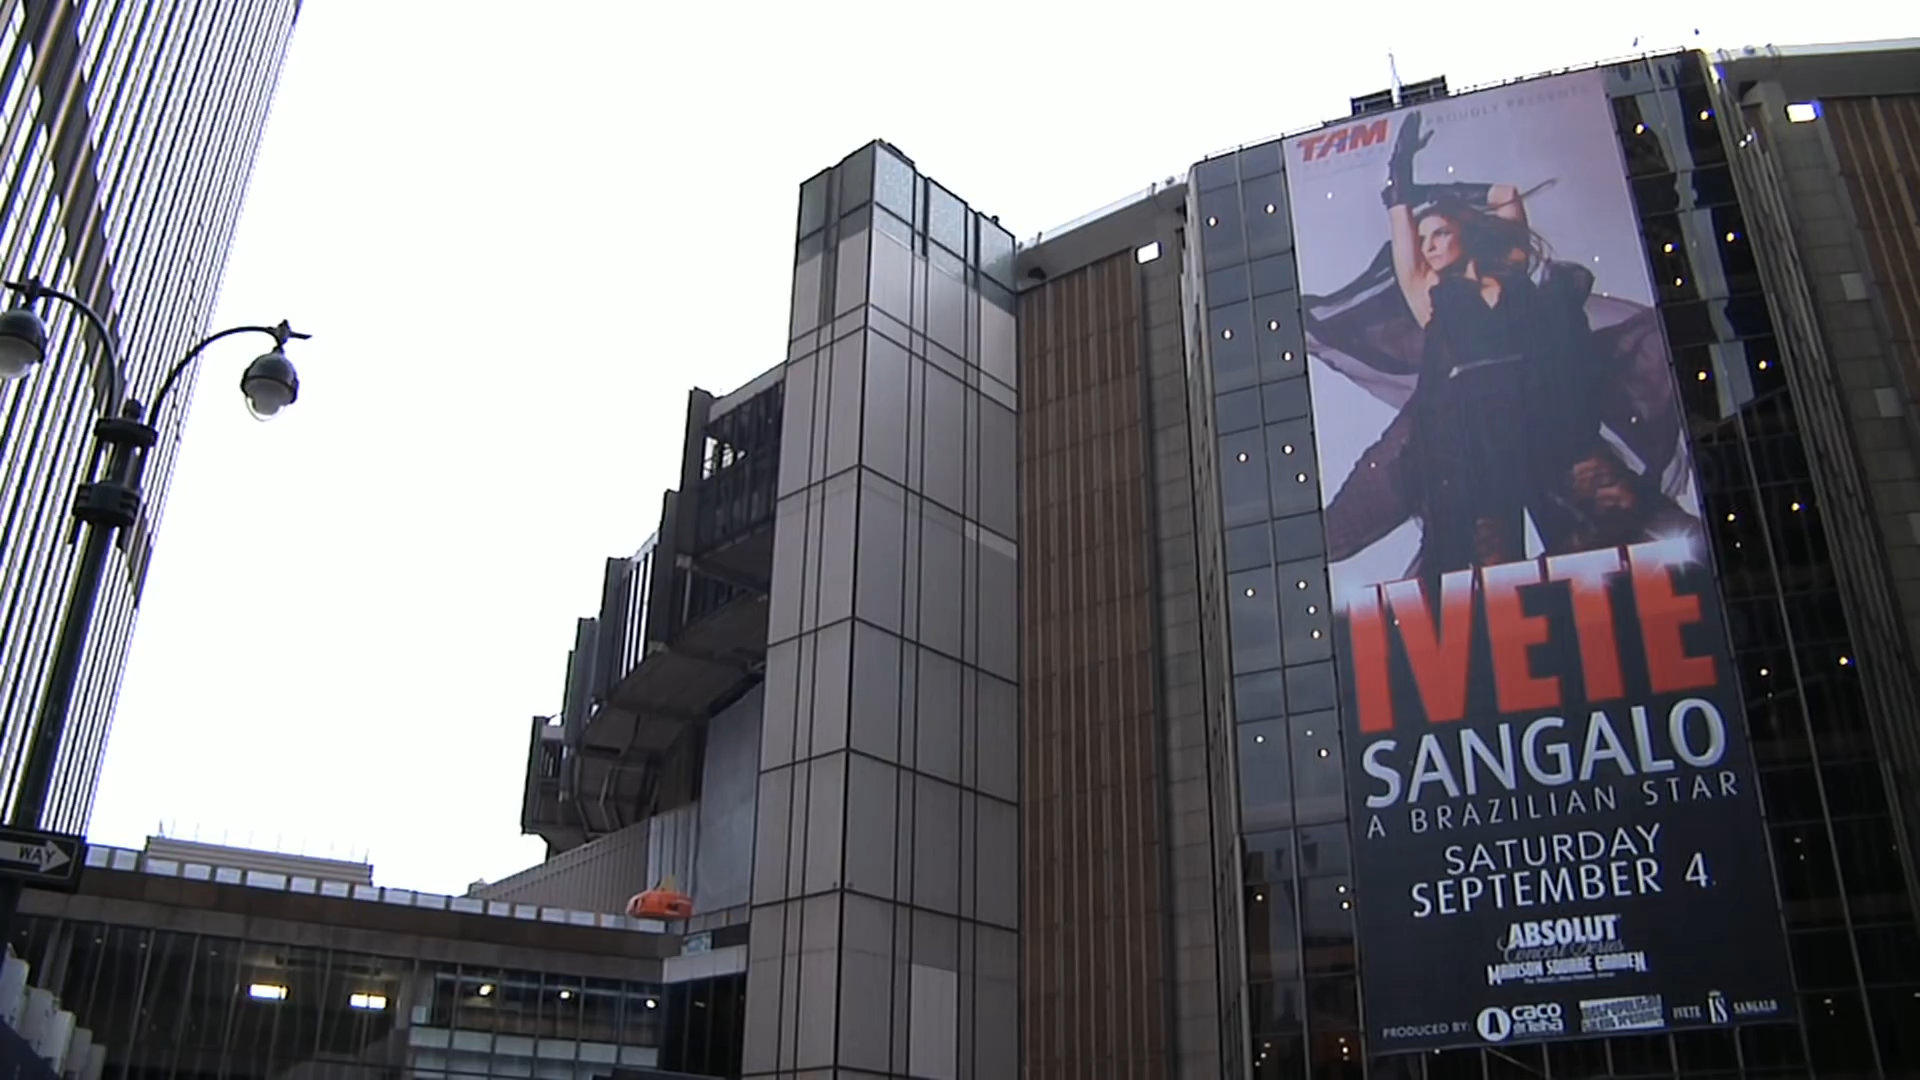 WAY
TAM
PROUDLY PRESENTS
IVETE
SANGALO
A BRAZILIAN STAR
SATURDAY
SEPTEMBER 4
ABSOLUT
Concert Series
MADISON SQUARE GARDEN
PRODUCED BY:
caco
de Telha
IVETE IS SANGALO